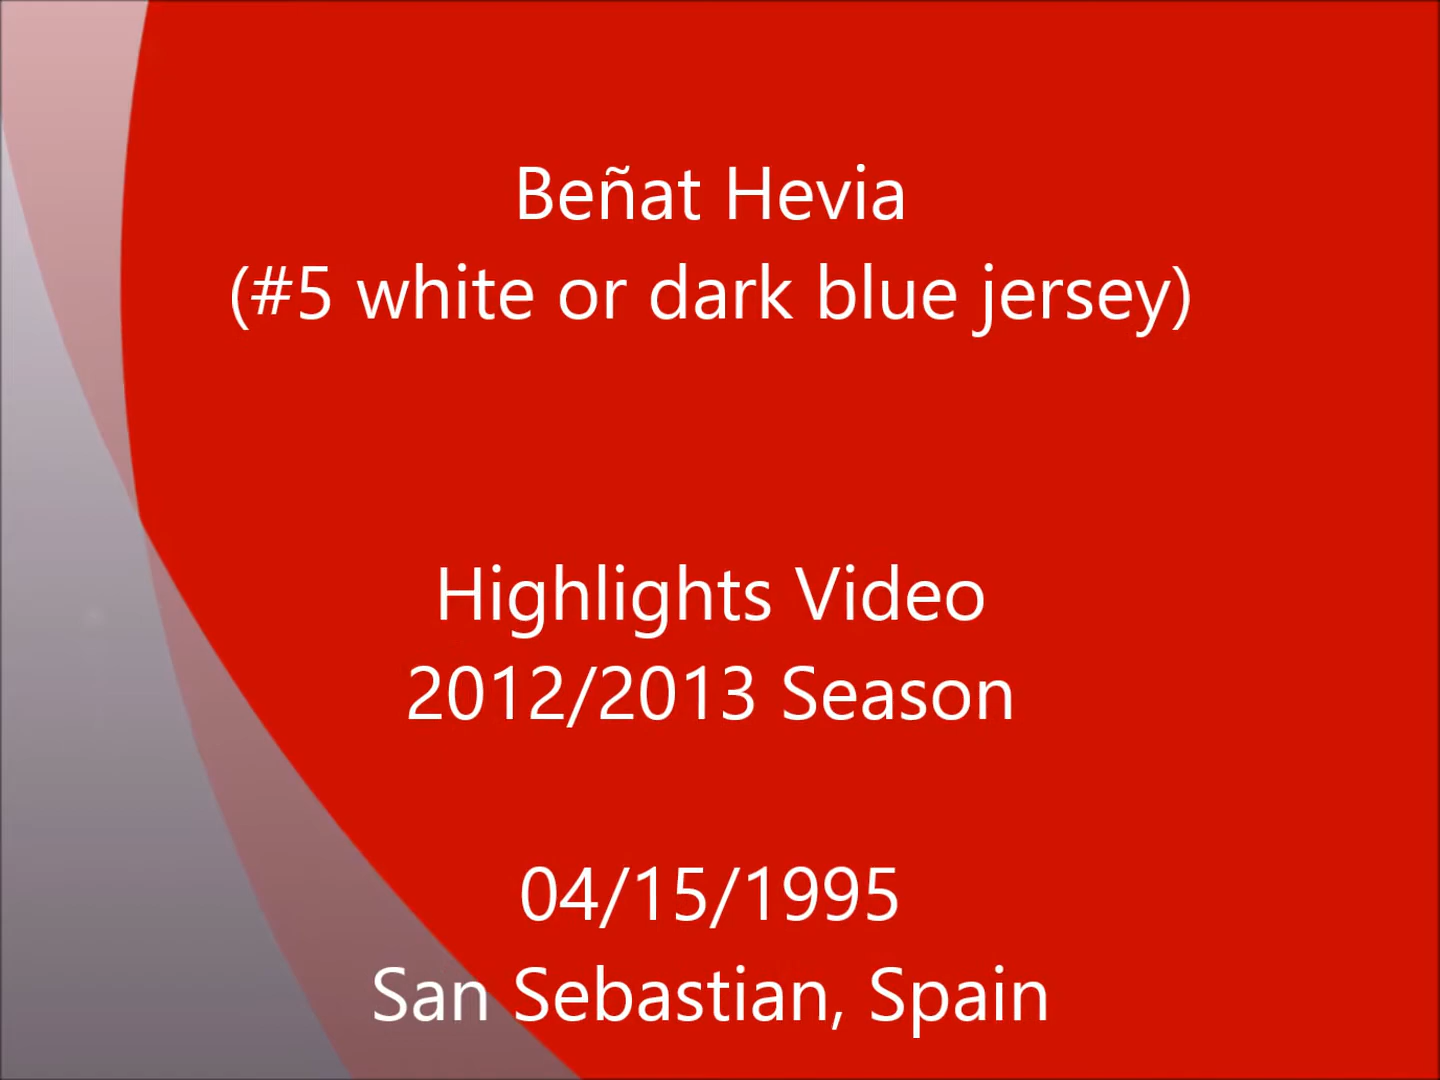 Beñat Hevia
(#5 white or dark blue jersey)
Highlights Video
2012/2013 Season
04/15/1995
San Sebastian, Spain